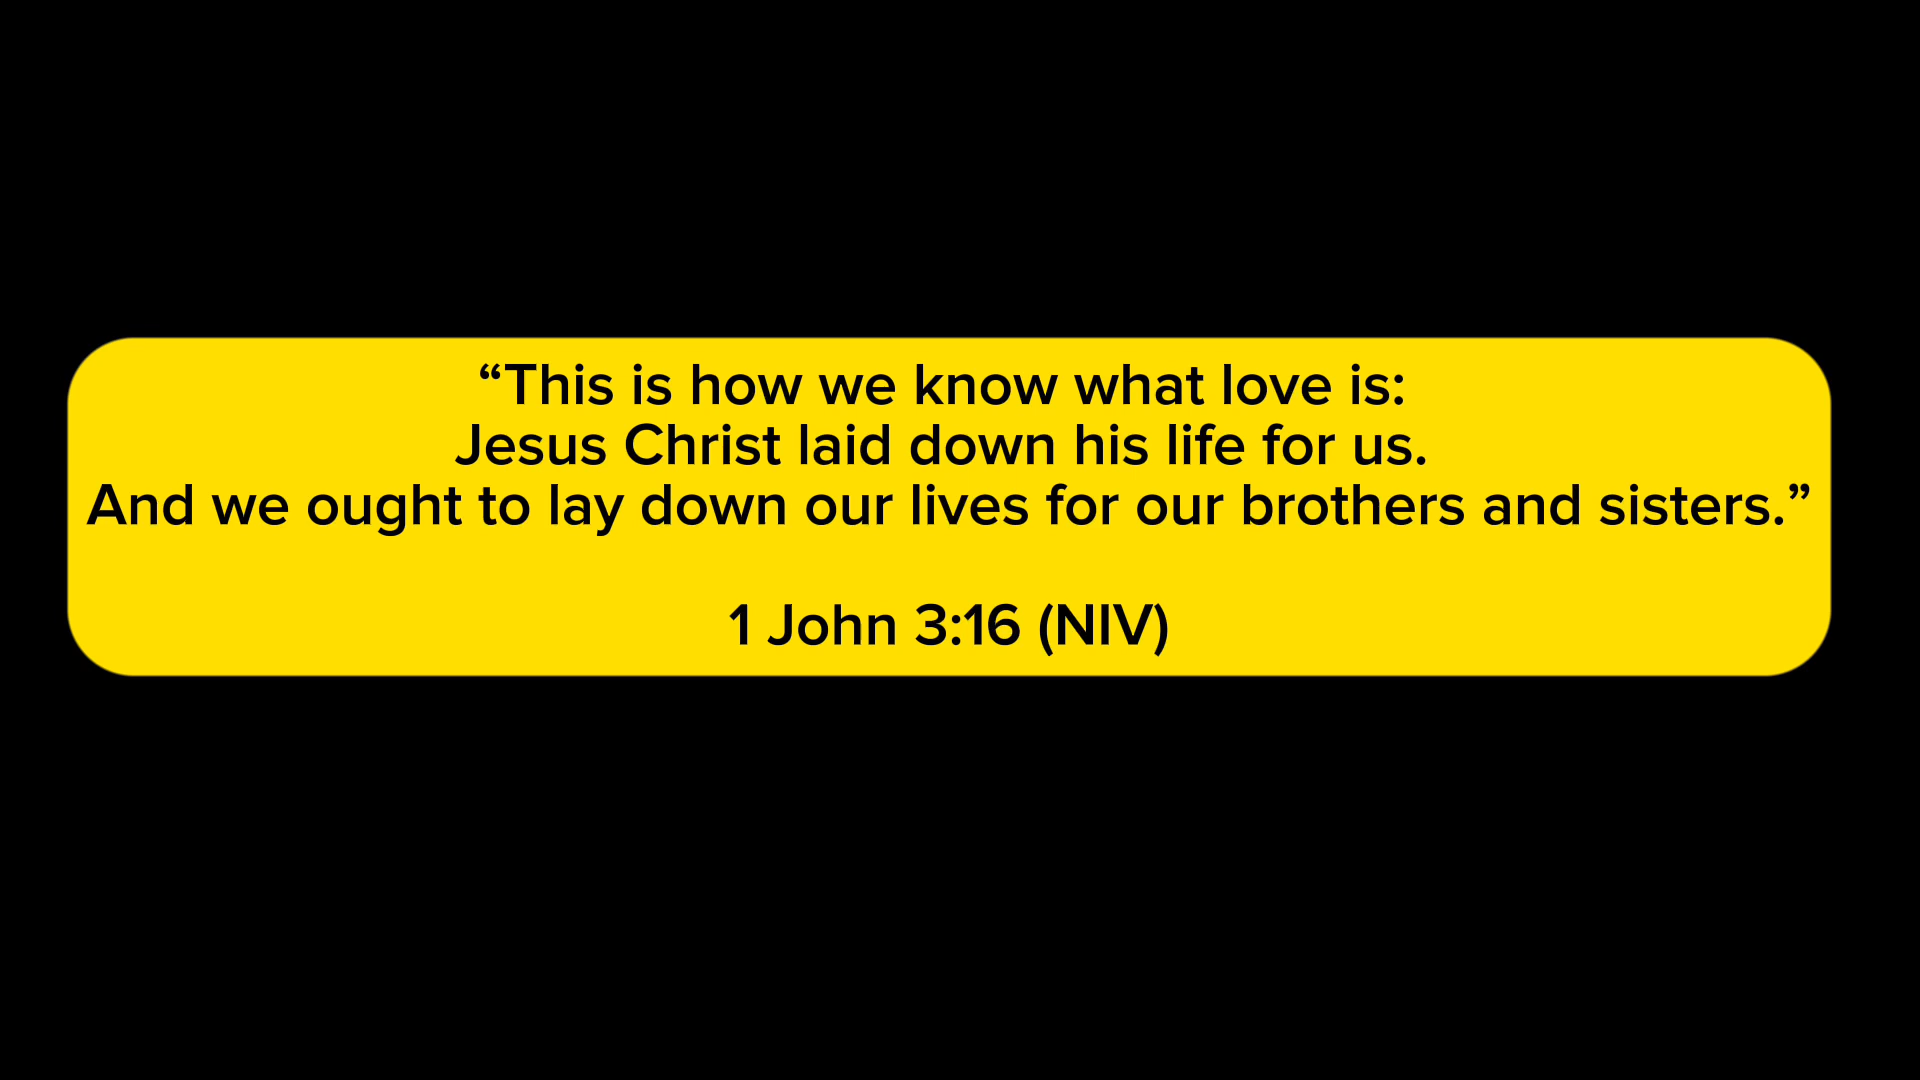 “This is how we know what love is:
Jesus Christ laid down his life for us.
And we ought to lay down our lives for our brothers and sisters.”
1 John 3:16 (NIV)